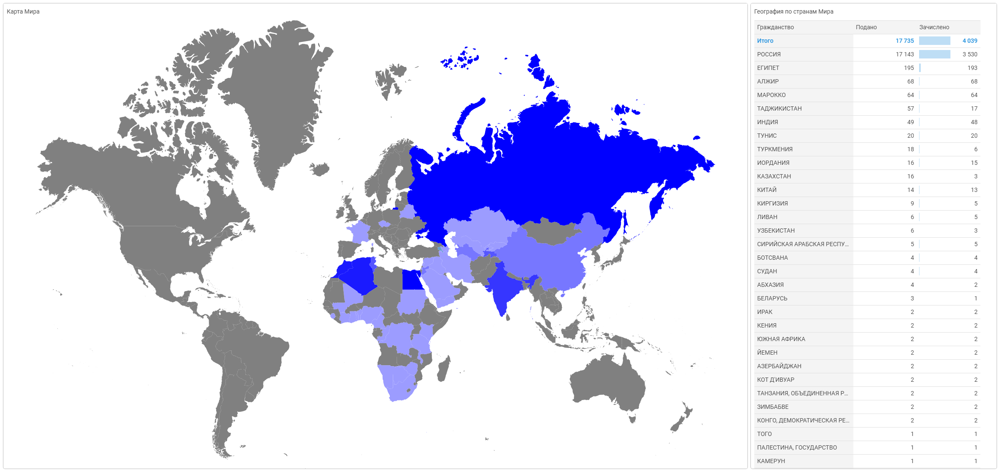 Карта Мира
География по странам Мира
Гражданство Подано Зачислено
Итого 17 735 4 039
РОССИЯ 17 143 3 530
ЕГИПЕТ 195 193
АЛЖИР 68 68
МАРОККО 64 64
ТАДЖИКИСТАН 57 17
ИНДИЯ 49 48
ТУНИС 20 20
ТУРКМЕНИЯ 18 6
ИОРДАНИЯ 16 15
КАЗАХСТАН 16 3
КИТАЙ 14 13
КИРГИЗИЯ 9 5
ЛИВАН 6 5
УЗБЕКИСТАН 6 3
СИРИЙСКАЯ АРАБСКАЯ РЕСПУ... 5 5
БОТСВАНА 4 4
СУДАН 4 4
АБХАЗИЯ 4 2
БЕЛАРУСЬ 3 1
ИРАК 2 2
КЕНИЯ 2 2
ЮЖНАЯ АФРИКА 2 2
ЙЕМЕН 2 2
АЗЕРБАЙДЖАН 2 2
КОТ Д'ИВУАР 2 2
ТАНЗАНИЯ, ОБЪЕДИНЕННАЯ Р... 2 2
ЗИМБАБВЕ 2 2
КОНГО, ДЕМОКРАТИЧЕСКАЯ РЕ... 2 2
ТОГО 1 1
ПАЛЕСТИНА, ГОСУДАРСТВО 1 1
КАМЕРУН 1 1